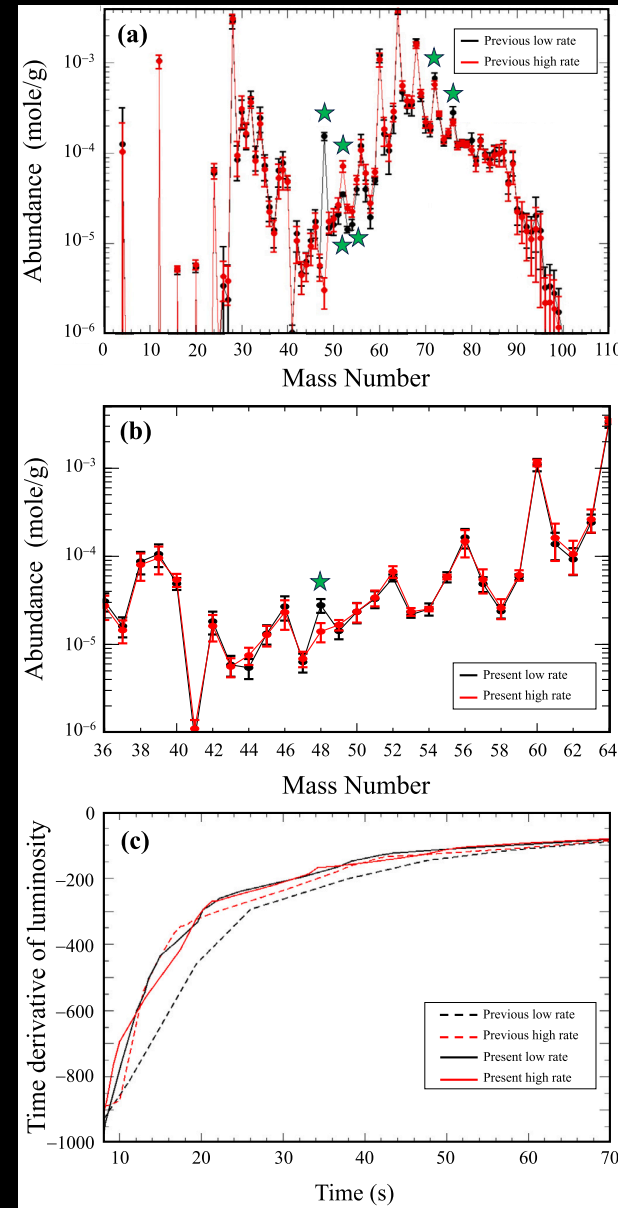 (a)
Previous low rate
Previous high rate
Abundance (mole/g)
10⁻³
10⁻⁴
10⁻⁵
10⁻⁶
0 10 20 30 40 50 60 70 80 90 100 110
Mass Number
(b)
Abundance (mole/g)
10⁻³
10⁻⁴
10⁻⁵
10⁻⁶
Present low rate
Present high rate
36 38 40 42 44 46 48 50 52 54 56 58 60 62 64
Mass Number
(c)
Time derivative of luminosity
0
−200
−400
−600
−800
−1000
Previous low rate
Previous high rate
Present low rate
Present high rate
10 20 30 40 50 60 70
Time (s)